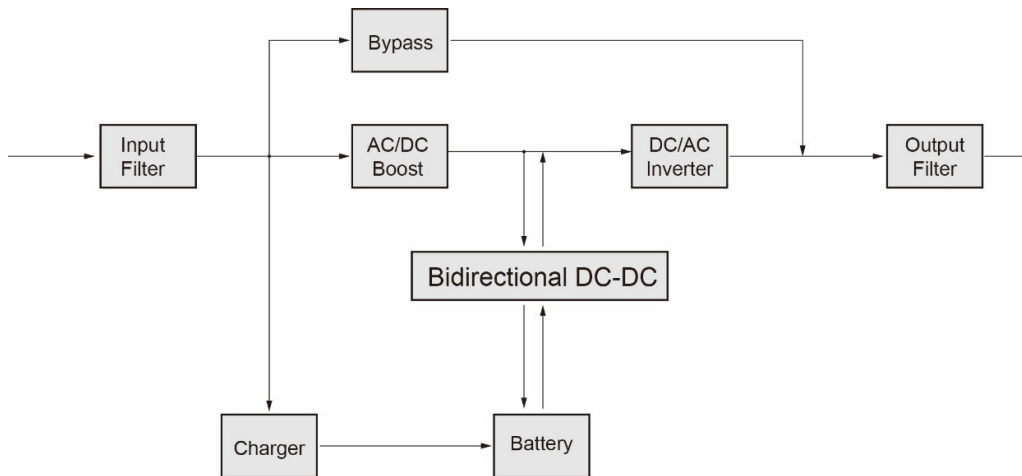 Bypass
Input
Filter
AC/DC
Boost
DC/AC
Inverter
Output
Filter
Bidirectional DC-DC
Charger
Battery